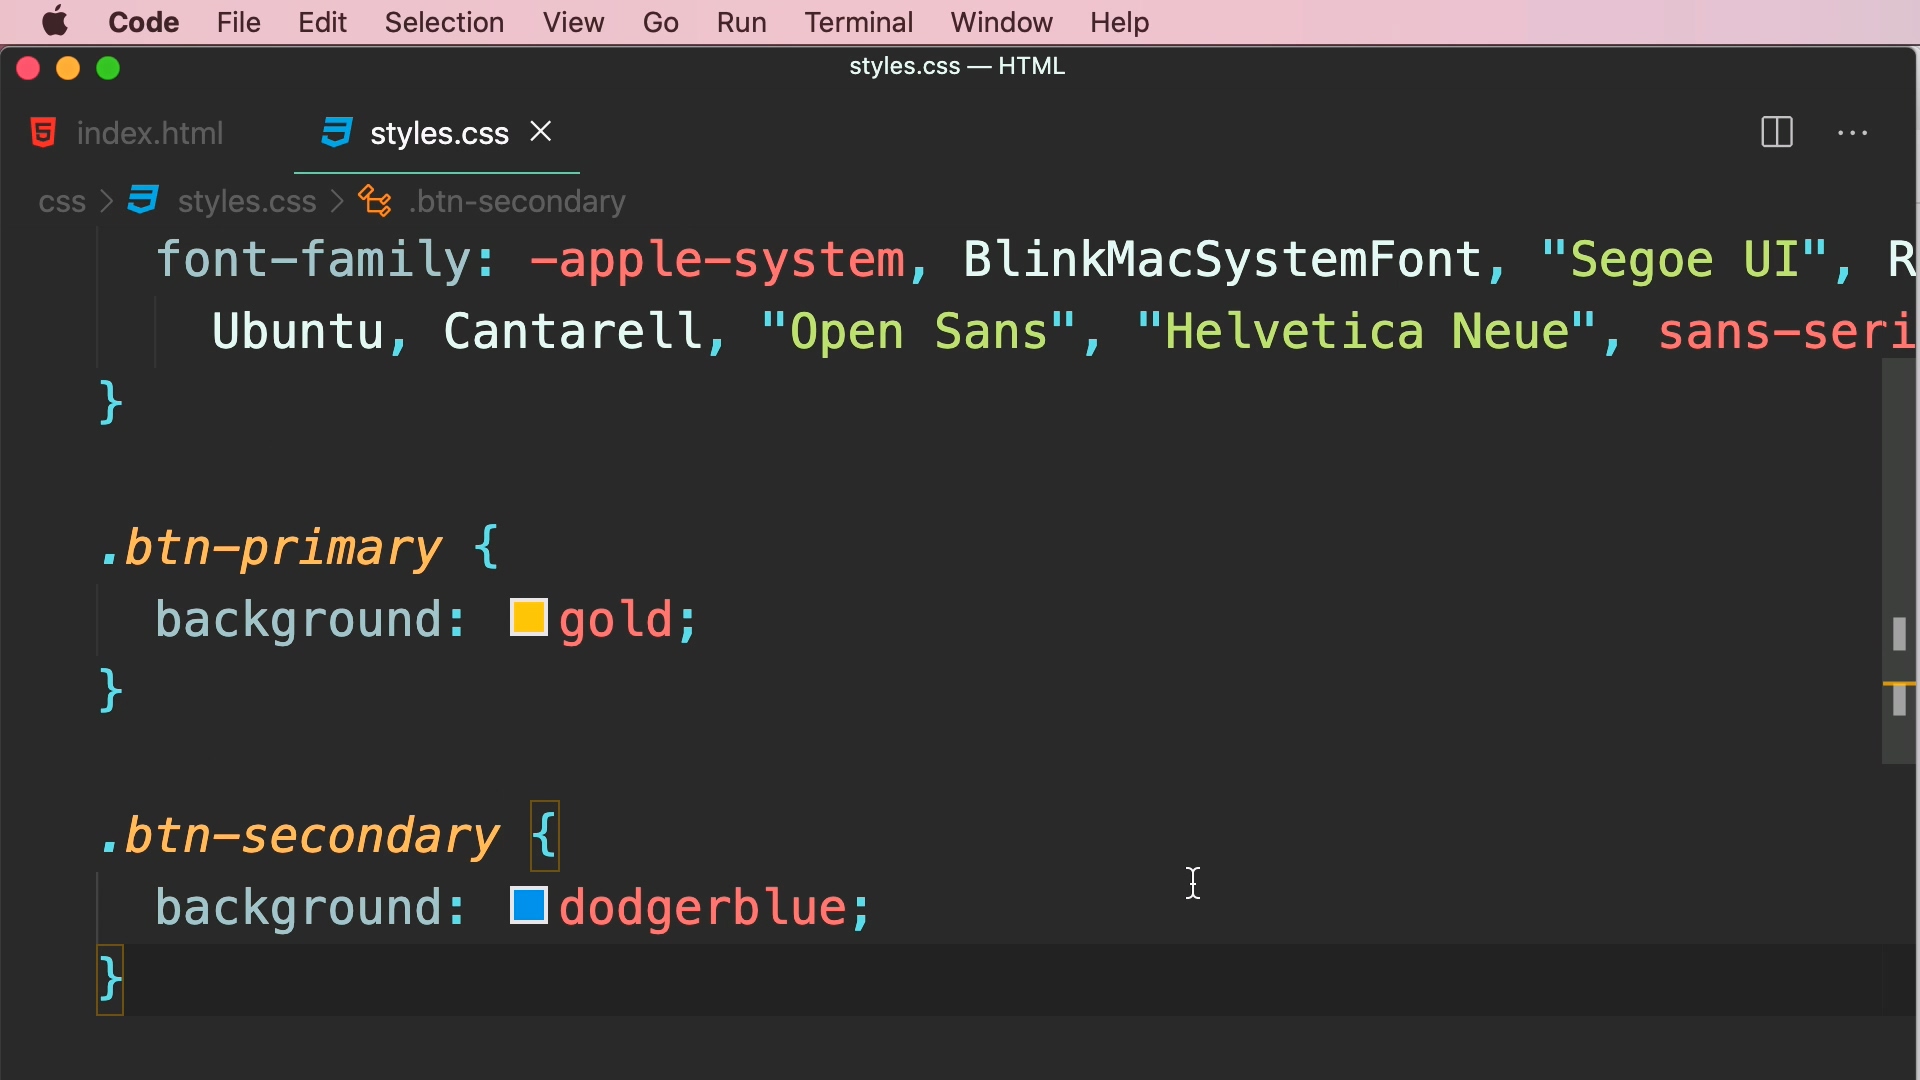 Code File Edit Selection View Go Run Terminal Window Help
styles.css — HTML
index.html styles.css
css > styles.css > .btn-secondary
font-family: -apple-system, BlinkMacSystemFont, "Segoe UI", R
Ubuntu, Cantarell, "Open Sans", "Helvetica Neue", sans-seri
}
.btn-primary {
background: gold;
}
.btn-secondary {
background: dodgerblue;
}